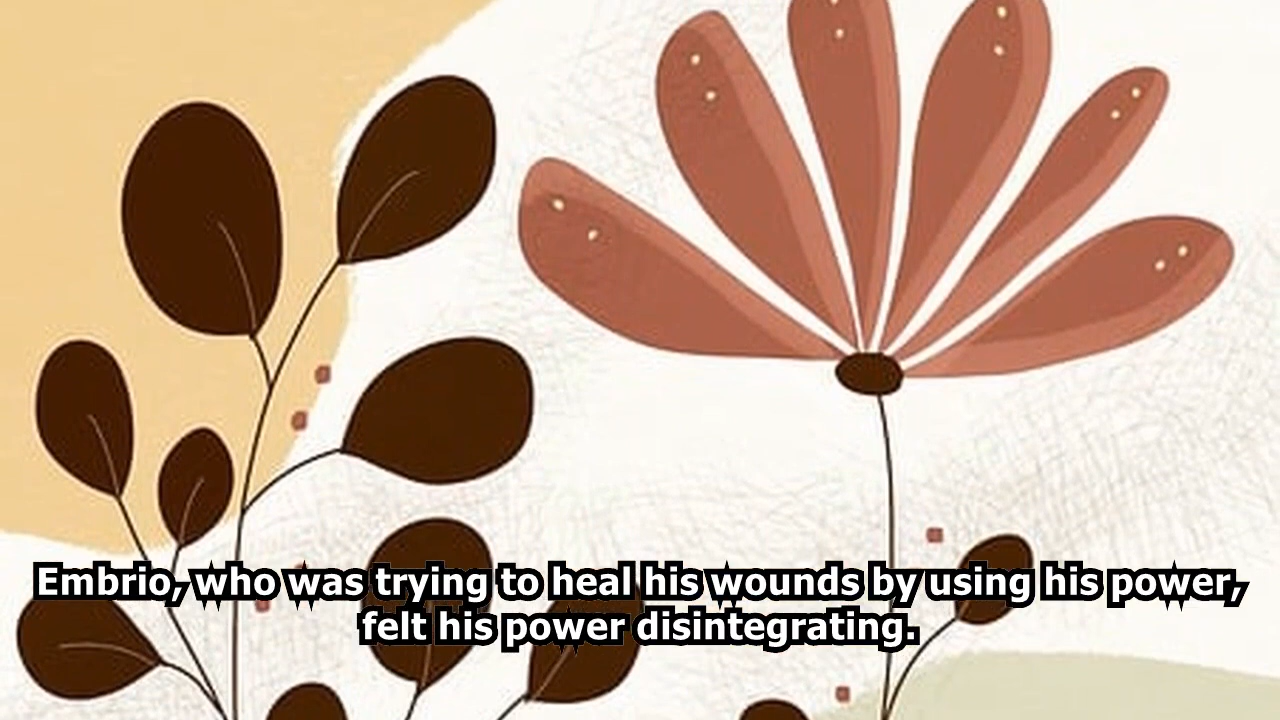 Embrio, who was trying to heal his wounds by using his power,
felt his power disintegrating.